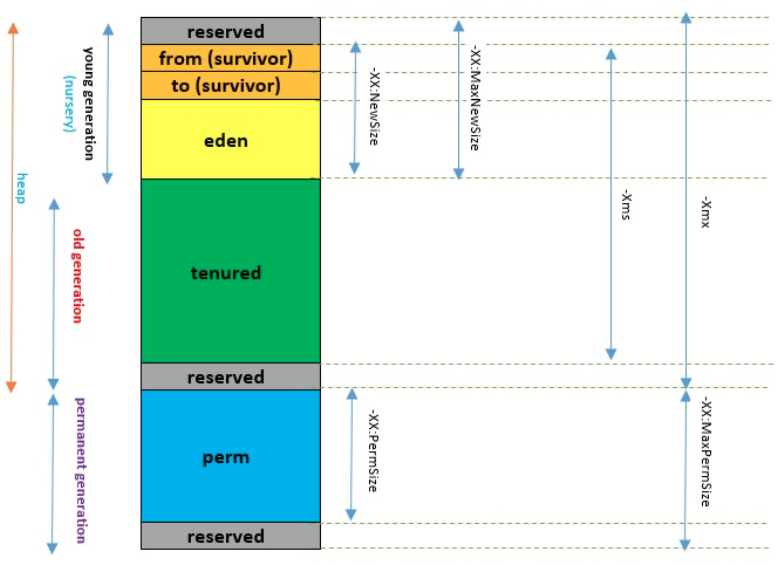 reserved
from (survivor)
to (survivor)
eden
tenured
reserved
perm
reserved
heap
young generation
(nursery)
old generation
permanent generation
-XX:NewSize
-XX:MaxNewSize
-Xms
-Xmx
-XX:PermSize
-XX:MaxPermSize